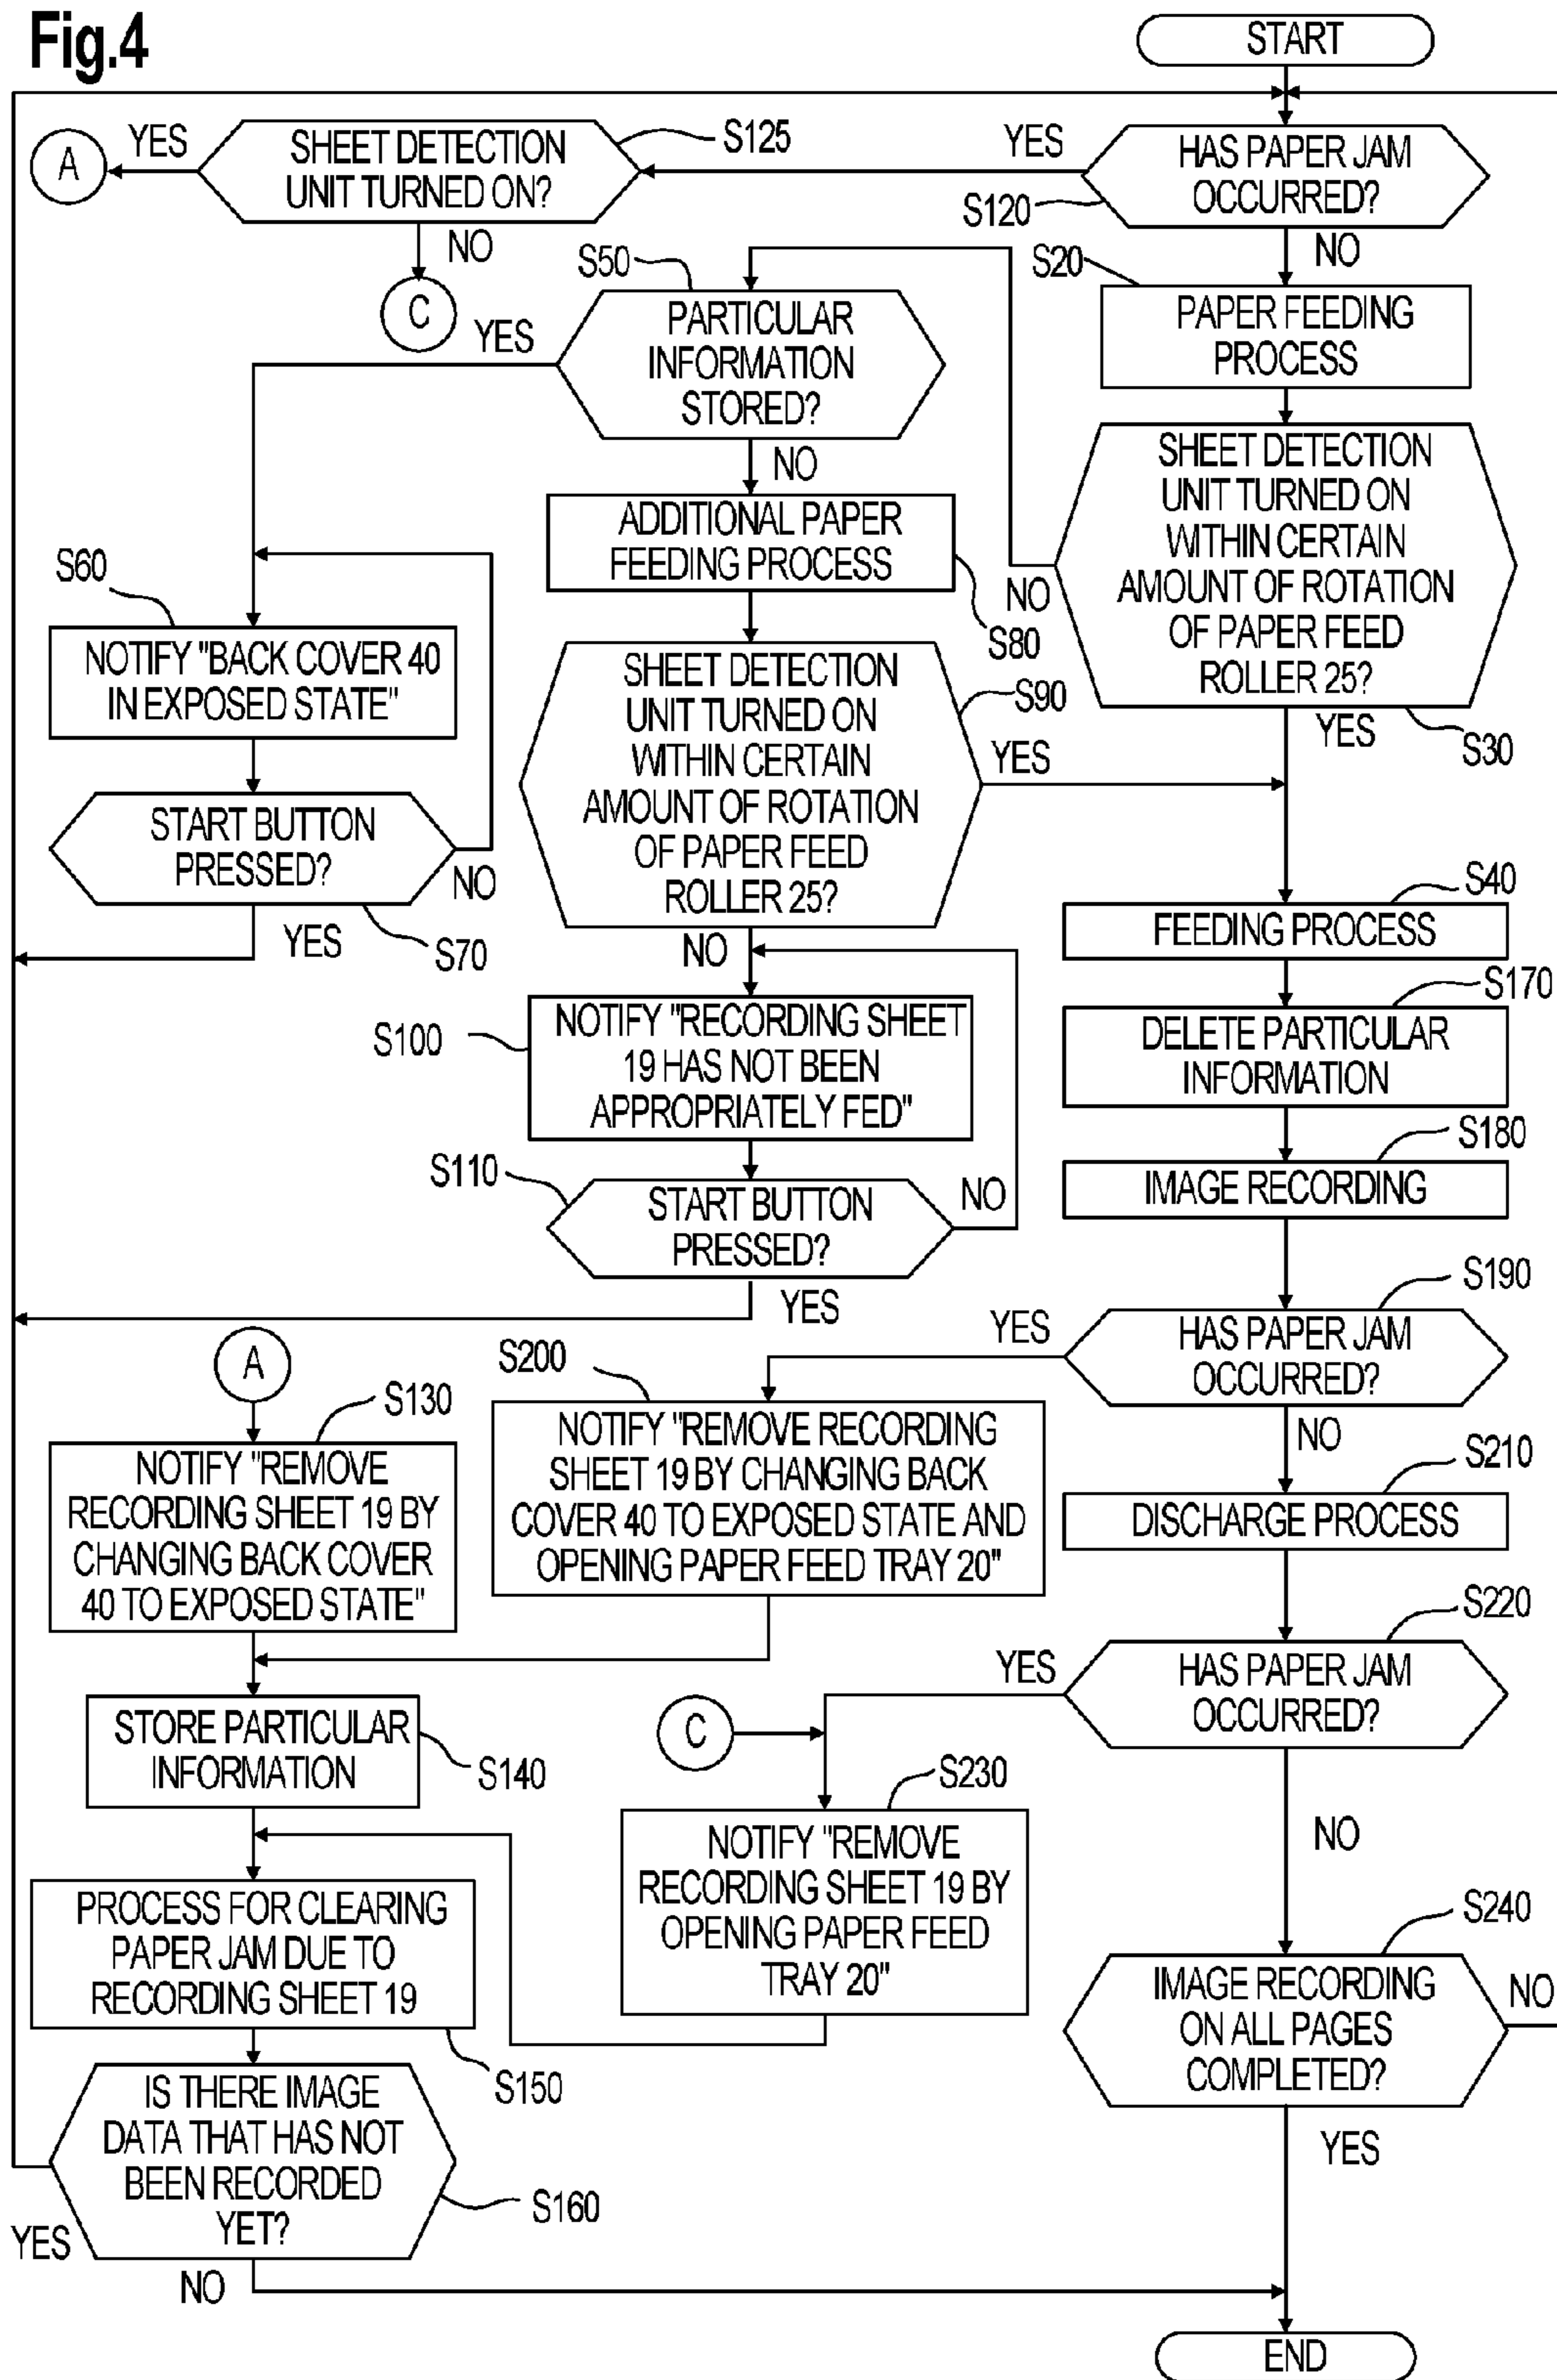 Fig.4
START
HAS PAPER JAM
OCCURRED?
S120
YES
NO
SHEET DETECTION
UNIT TURNED ON?
S125
YES
A
NO
C
S20
PAPER FEEDING
PROCESS
SHEET DETECTION
UNIT TURNED ON
WITHIN CERTAIN
AMOUNT OF ROTATION
OF PAPER FEED
ROLLER 25?
NO
YES
S30
S50
PARTICULAR
INFORMATION
STORED?
YES
NO
ADDITIONAL PAPER
FEEDING PROCESS
S80
S60
NOTIFY "BACK COVER 40
IN EXPOSED STATE"
START BUTTON
PRESSED?
NO
YES
S70
SHEET DETECTION
UNIT TURNED ON
WITHIN CERTAIN
AMOUNT OF ROTATION
OF PAPER FEED
ROLLER 25?
S90
YES
NO
S100
NOTIFY "RECORDING SHEET
19 HAS NOT BEEN
APPROPRIATELY FED"
S110
START BUTTON
PRESSED?
NO
YES
S40
FEEDING PROCESS
S170
DELETE PARTICULAR
INFORMATION
S180
IMAGE RECORDING
S190
HAS PAPER JAM
OCCURRED?
YES
NO
S200
NOTIFY "REMOVE RECORDING
SHEET 19 BY CHANGING BACK
COVER 40 TO EXPOSED STATE AND
OPENING PAPER FEED TRAY 20"
A
S130
NOTIFY "REMOVE
RECORDING SHEET 19 BY
CHANGING BACK COVER
40 TO EXPOSED STATE"
S210
DISCHARGE PROCESS
S220
HAS PAPER JAM
OCCURRED?
YES
NO
STORE PARTICULAR
INFORMATION
S140
C
S230
NOTIFY "REMOVE
RECORDING SHEET 19 BY
OPENING PAPER FEED
TRAY 20"
PROCESS FOR CLEARING
PAPER JAM DUE TO
RECORDING SHEET 19
S150
IS THERE IMAGE
DATA THAT HAS NOT
BEEN RECORDED
YET?
S160
YES
NO
S240
IMAGE RECORDING
ON ALL PAGES
COMPLETED?
NO
YES
END